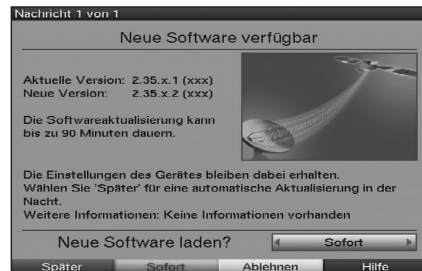 Nachricht 1 von 1
Neue Software verfügbar
Aktuelle Version: 2.35.x.1 (xxx)
Neue Version: 2.35.x.2 (xxx)
Die Softwareaktualisierung kann
bis zu 90 Minuten dauern.
Die Einstellungen des Gerätes bleiben dabei erhalten.
Wählen Sie 'Später' für eine automatische Aktualisierung in der
Nacht.
Weitere Informationen: Keine Informationen vorhanden
Neue Software laden? Sofort
Später Sofort Ablehnen Hilfe